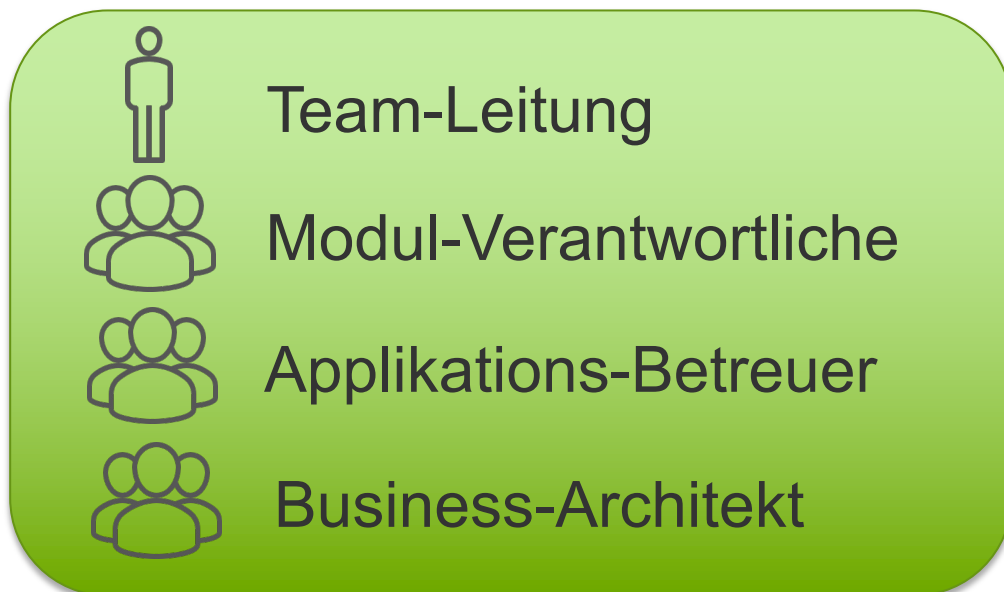 Team-Leitung
Modul-Verantwortliche
Applikations-Betreuer
Business-Architekt